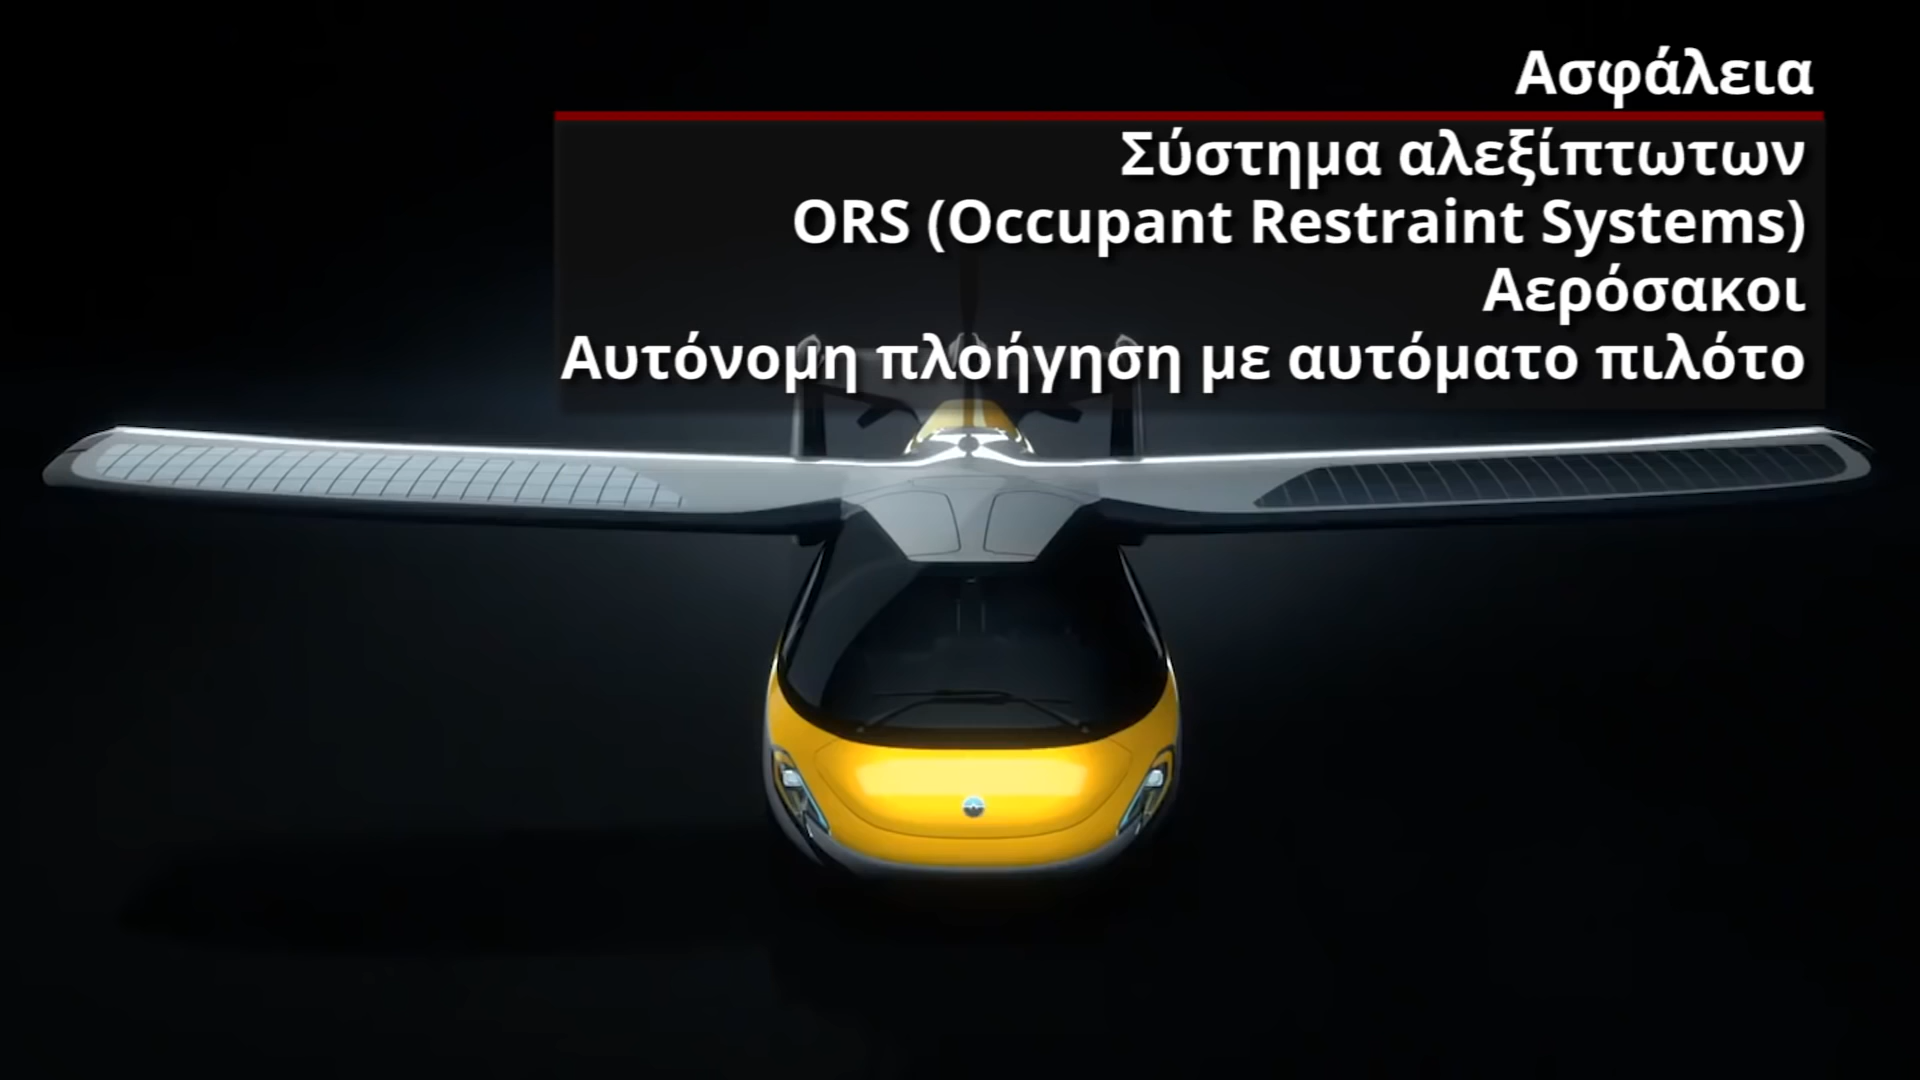 Ασφάλεια
Σύστημα αλεξίπτωτων
ORS (Occupant Restraint Systems)
Αερόσακοι
Αυτόνομη πλοήγηση με αυτόματο πιλότο